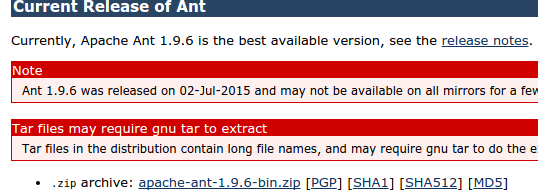 Current Release of Ant
Currently, Apache Ant 1.9.6 is the best available version, see the release notes.
Note
Ant 1.9.6 was released on 02-Jul-2015 and may not be available on all mirrors for a few
Tar files may require gnu tar to extract
Tar files in the distribution contain long file names, and may require gnu tar to do the
• .zip archive: apache-ant-1.9.6-bin.zip [PGP] [SHA1] [SHA512] [MD5]